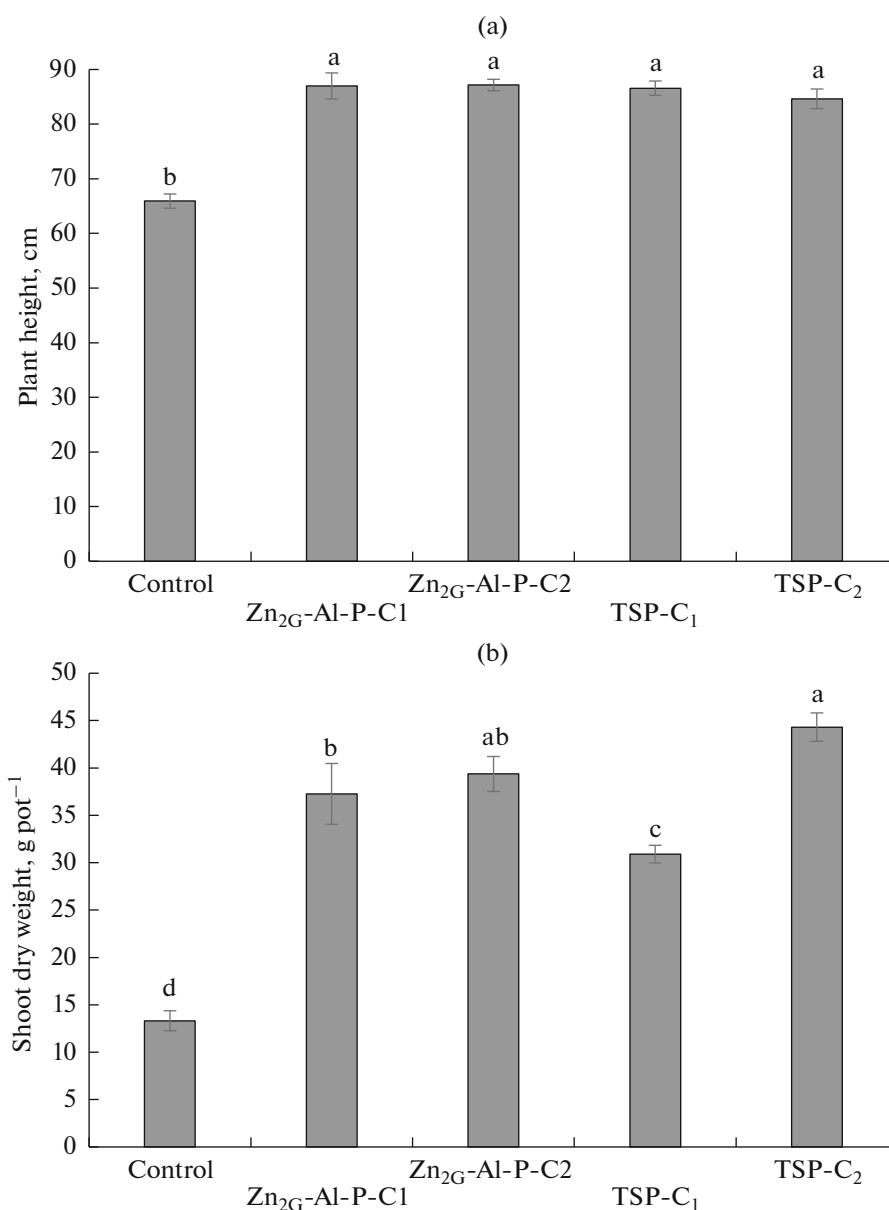 (a)
Plant height, cm
90
80
70
60
50
40
30
20
10
0
b
a
a
a
a
Control
Zn₂G-Al-P-C1
Zn₂G-Al-P-C2
TSP-C₁
TSP-C₂
(b)
Shoot dry weight, g pot⁻¹
50
45
40
35
30
25
20
15
10
5
0
d
b
ab
c
a
Control
Zn₂G-Al-P-C1
Zn₂G-Al-P-C2
TSP-C₁
TSP-C₂